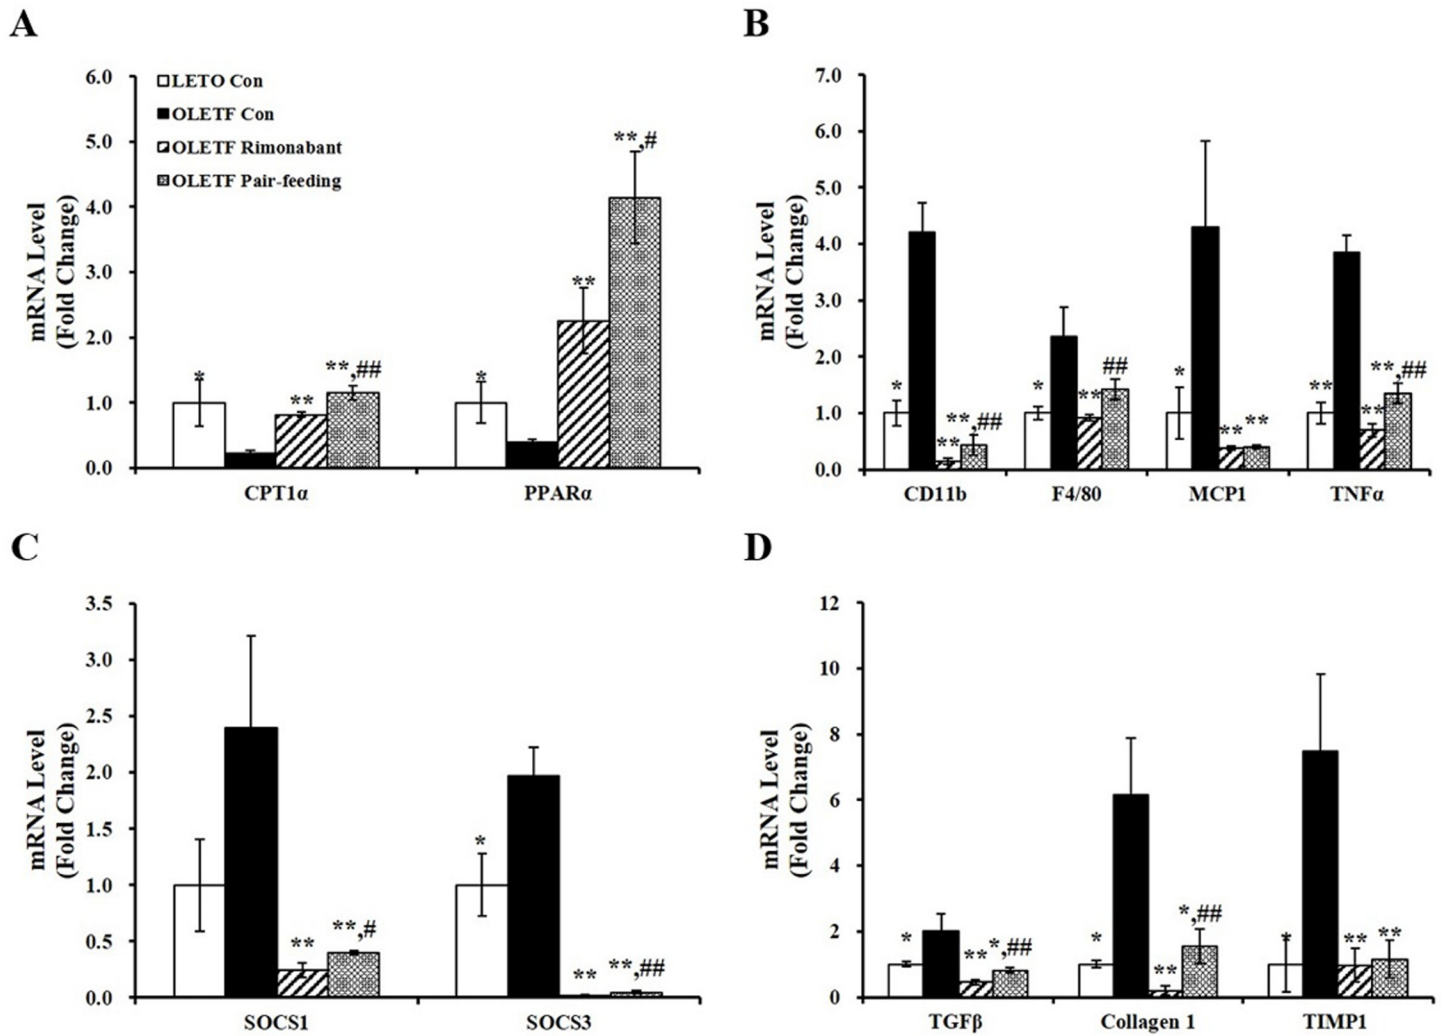 A
mRNA Level
(Fold Change)
6.0
5.0
4.0
3.0
2.0
1.0
0.0
LETO Con
OLETF Con
OLETF Rimonabant
OLETF Pair-feeding
*
**
**,##
*
**
**,#
CPT1α
PPARα
B
mRNA Level
(Fold Change)
7.0
6.0
5.0
4.0
3.0
2.0
1.0
0.0
*
**
**,##
*
**
##
*
**
**
**
**
**,##
CD11b
F4/80
MCP1
TNFα
C
mRNA Level
(Fold Change)
3.5
3.0
2.5
2.0
1.5
1.0
0.5
0.0
**
**,#
*
**
**,##
SOCS1
SOCS3
D
mRNA Level
(Fold Change)
12
10
8
6
4
2
0
*
**
*,##
*
**
*,##
*
**
**
TGFβ
Collagen 1
TIMP1